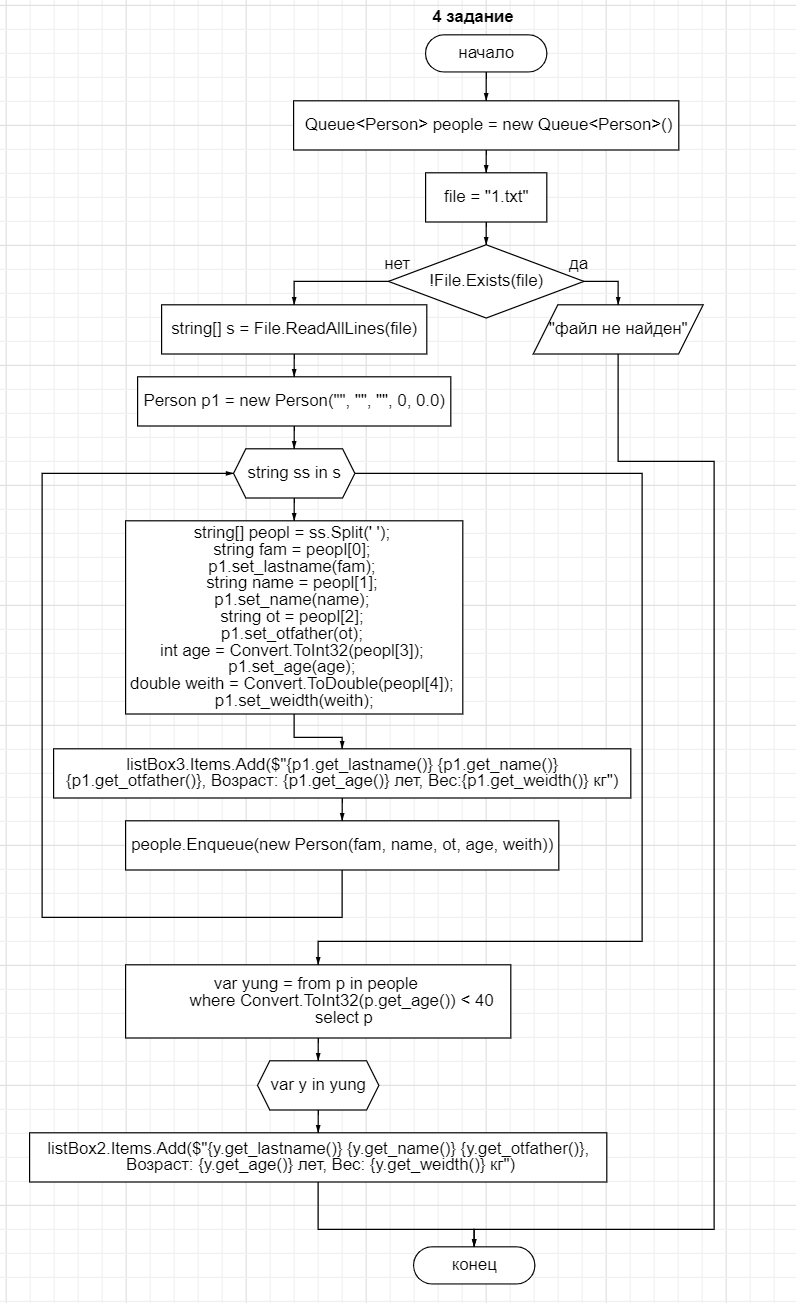 4 задание
начало
Queue<Person> people = new Queue<Person>()
file = "1.txt"
нет
да
!File.Exists(file)
string[] s = File.ReadAllLines(file)
"файл не найден"
Person p1 = new Person("", "", "", 0, 0.0)
string ss in s
string[] peopl = ss.Split(' ');
string fam = peopl[0];
p1.set_lastname(fam);
string name = peopl[1];
p1.set_name(name);
string ot = peopl[2];
p1.set_otfather(ot);
int age = Convert.ToInt32(peopl[3]);
p1.set_age(age);
double weith = Convert.ToDouble(peopl[4]);
p1.set_weidth(weith);
listBox3.Items.Add($"{p1.get_lastname()} {p1.get_name()}
{p1.get_otfather()}, Возраст: {p1.get_age()} лет, Вес:{p1.get_weidth()} кг")
people.Enqueue(new Person(fam, name, ot, age, weith))
var yung = from p in people
where Convert.ToInt32(p.get_age()) < 40
select p
var y in yung
listBox2.Items.Add($"{y.get_lastname()} {y.get_name()} {y.get_otfather()},
Возраст: {y.get_age()} лет, Вес: {y.get_weidth()} кг")
конец